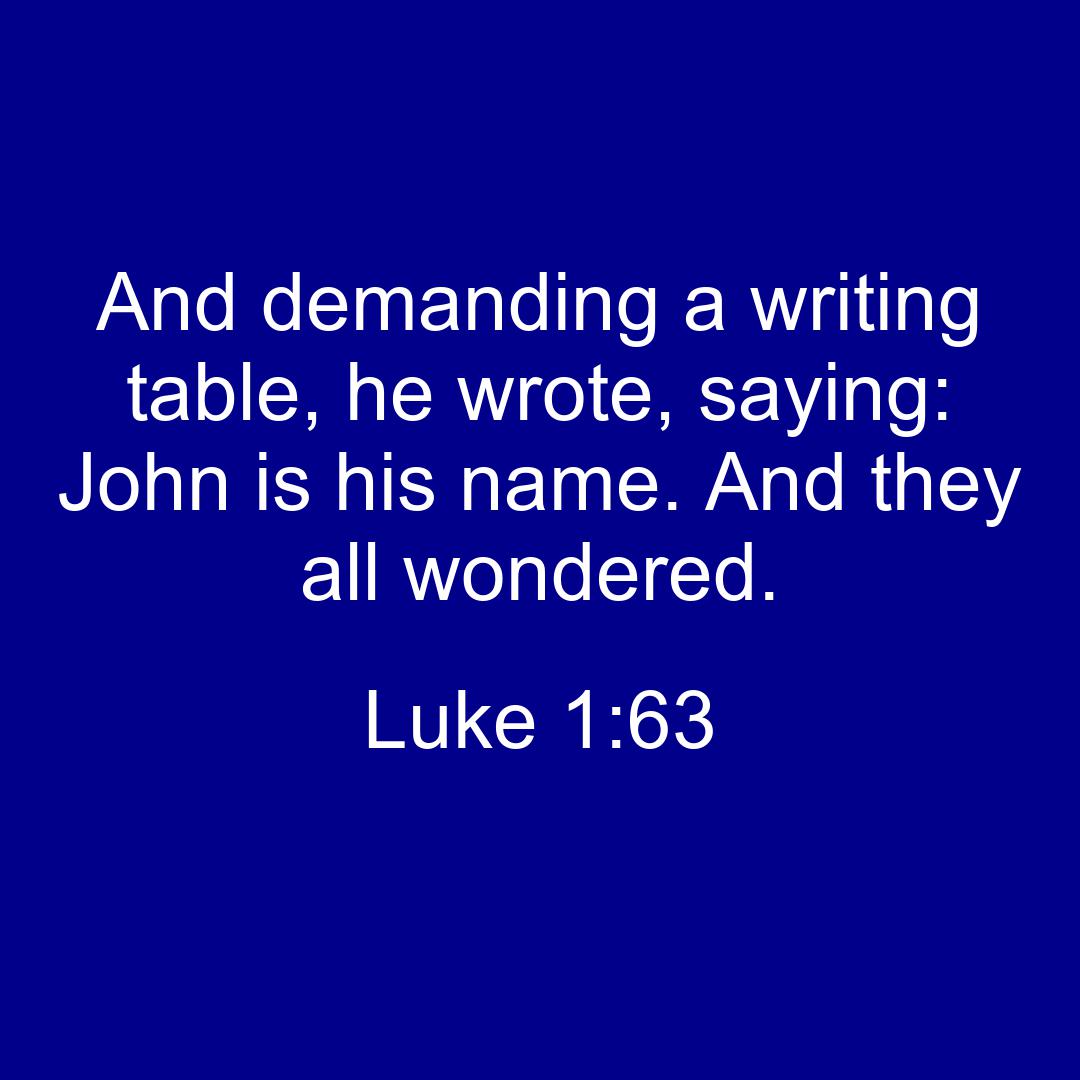 And demanding a writing
table, he wrote, saying:
John is his name. And they
all wondered.
Luke 1:63